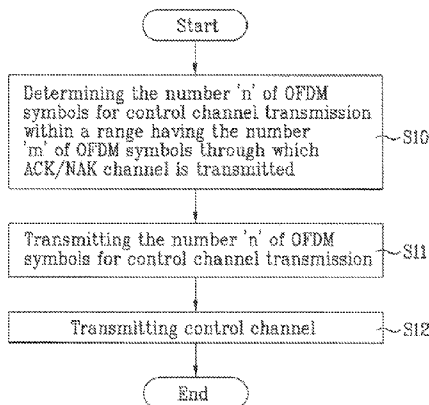 Start
Determining the number 'n' of OFDM
symbols for control channel transmission
within a range having the number
'm' of OFDM symbols through which
ACK/NAK channel is transmitted
S10
Transmitting the number 'n' of OFDM
symbols for control channel transmission
S11
Transmitting control channel
S12
End